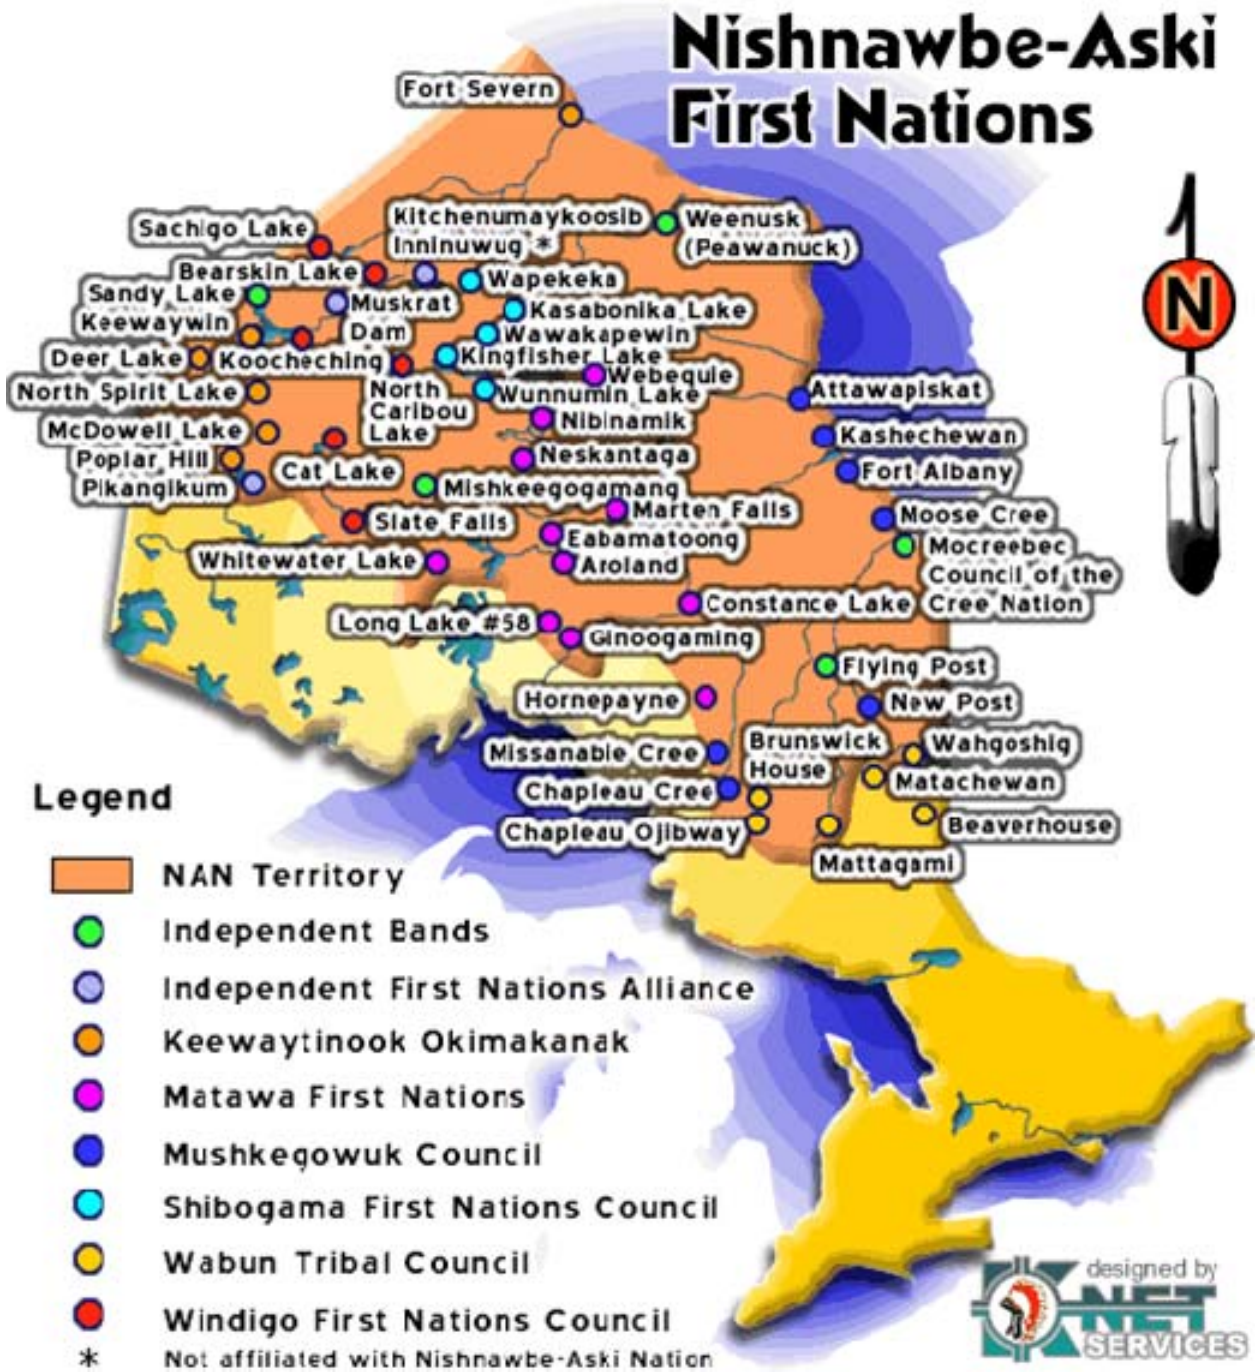 Nishnawbe-Aski
First Nations
Fort Severn
Kitchenumaykoosib
Inninuwug *
Weenusk
(Peawanuck)
Sachigo Lake
Bearskin Lake
Wapekeka
Sandy Lake
Muskrat
Dam
Kasabonika Lake
Keewaywin
Wawakapewin
Deer Lake
Koocheching
Kingfisher Lake
Webequie
North Spirit Lake
North
Caribou
Lake
Wunnumin Lake
Attawapiskat
Nibinamik
McDowell Lake
Kashechewan
Poplar Hill
Cat Lake
Neskantaga
Fort Albany
Pikangikum
Mishkeegogamang
Marten Falls
Slate Falls
Moose Cree
Eabamatoong
Mocreebec
Council of the
Cree Nation
Whitewater Lake
Aroland
Constance Lake
Long Lake #58
Ginoogaming
Flying Post
Hornepayne
New Post
Missanabie Cree
Brunswick
House
Wahgoshig
Chapleau Cree
Matachewan
Chapleau Ojibway
Beaverhouse
Mattagami
N
Legend
NAN Territory
Independent Bands
Independent First Nations Alliance
Keewaytinook Okimakanak
Matawa First Nations
Mushkegowuk Council
Shibogama First Nations Council
Wabun Tribal Council
Windigo First Nations Council
* Not affiliated with Nishnawbe-Aski Nation
designed by
K NET
SERVICES